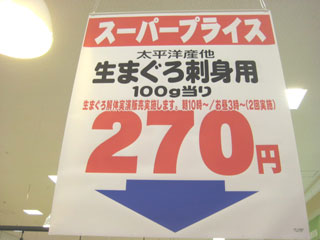 スーパープライス
太平洋産他
生まぐろ刺身用
100g当り
生まぐろ解体実演販売実施します。朝10時～/お昼3時～(2回実施)
270円